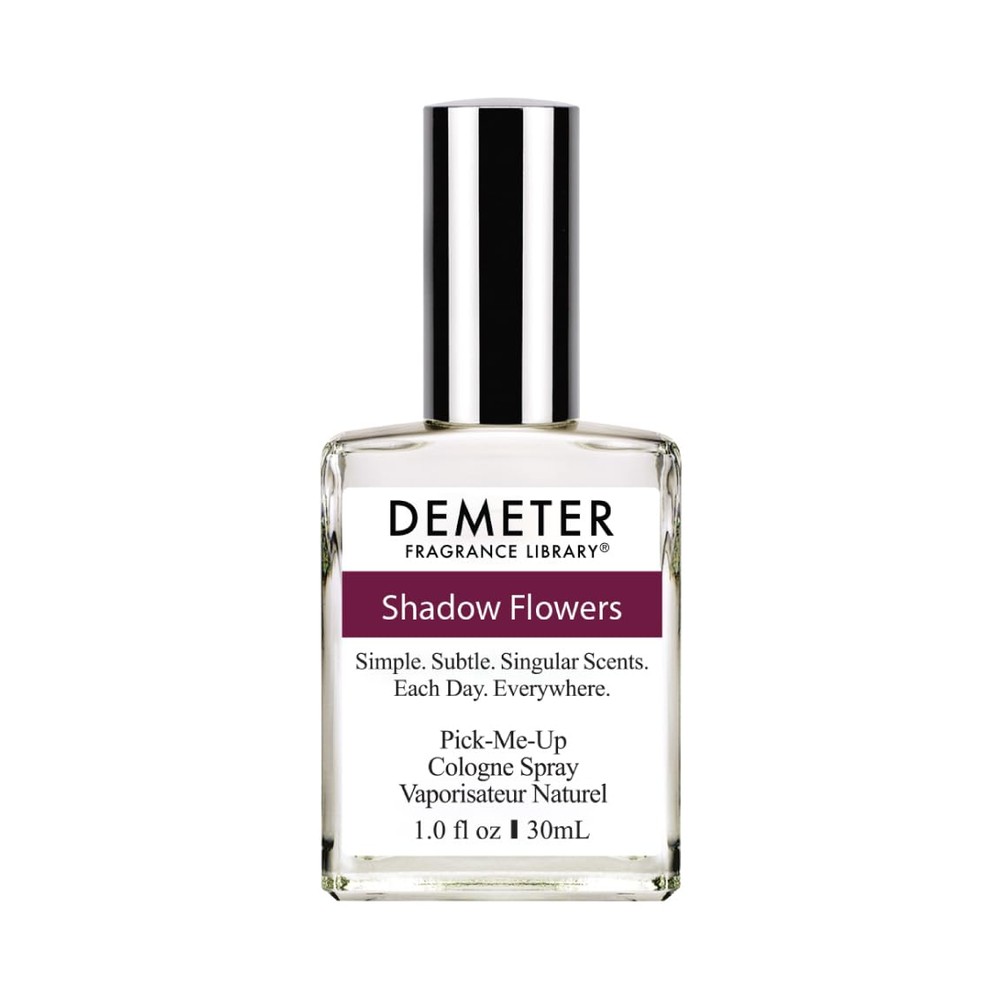 DEMETER
FRAGRANCE LIBRARY®
Shadow Flowers
Simple. Subtle. Singular Scents.
Each Day. Everywhere.
Pick-Me-Up
Cologne Spray
Vaporisateur Naturel
1.0 fl oz ▮ 30mL